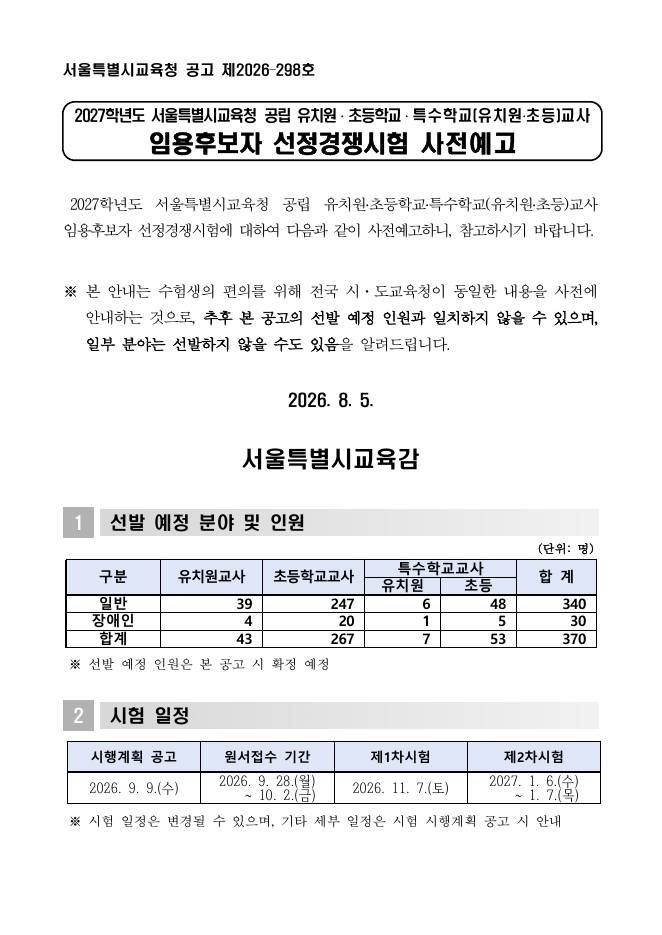 서울특별시교육청 공고 제2026-298호
2027학년도 서울특별시교육청 공립 유치원·초등학교·특수학교(유치원·초등)교사
임용후보자 선정경쟁시험 사전예고
2027학년도 서울특별시교육청 공립 유치원·초등학교·특수학교(유치원·초등)교사
임용후보자 선정경쟁시험에 대하여 다음과 같이 사전예고하니, 참고하시기 바랍니다.
※ 본 안내는 수험생의 편의를 위해 전국 시·도교육청이 동일한 내용을 사전에
안내하는 것으로, 추후 본 공고의 선발 예정 인원과 일치하지 않을 수 있으며,
일부 분야는 선발하지 않을 수도 있음을 알려드립니다.
2026. 8. 5.
서울특별시교육감
1 선발 예정 분야 및 인원
(단위: 명)
구분 유치원교사 초등학교교사 특수학교교사 합 계
유치원 초등
일반 39 247 6 48 340
장애인 4 20 1 5 30
합계 43 267 7 53 370
※ 선발 예정 인원은 본 공고 시 확정 예정
2 시험 일정
시행계획 공고 원서접수 기간 제1차시험 제2차시험
2026. 9. 9.(수) 2026. 9. 28.(월) 2026. 11. 7.(토) 2027. 1. 6.(수)
~ 10. 2.(금) ~ 1. 7.(목)
※ 시험 일정은 변경될 수 있으며, 기타 세부 일정은 시험 시행계획 공고 시 안내